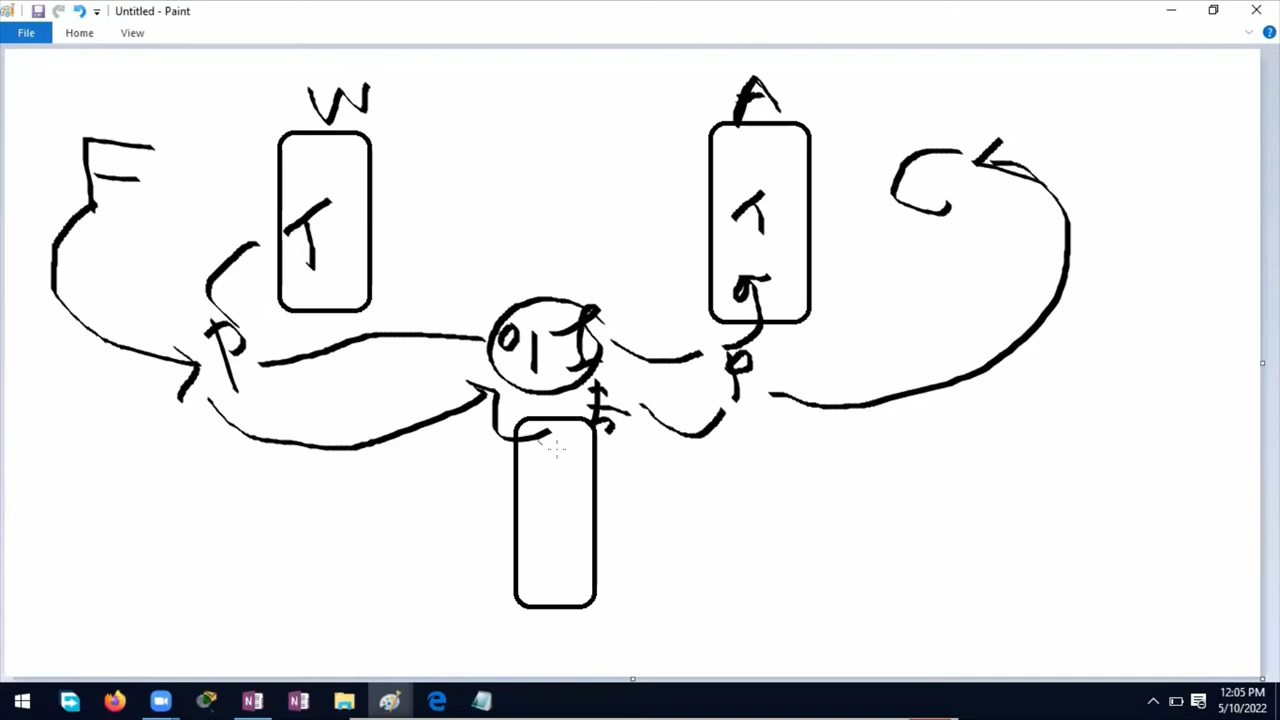 Untitled - Paint
File Home View
W
A
F
T
T
C
P
P
12:05 PM
5/10/2022